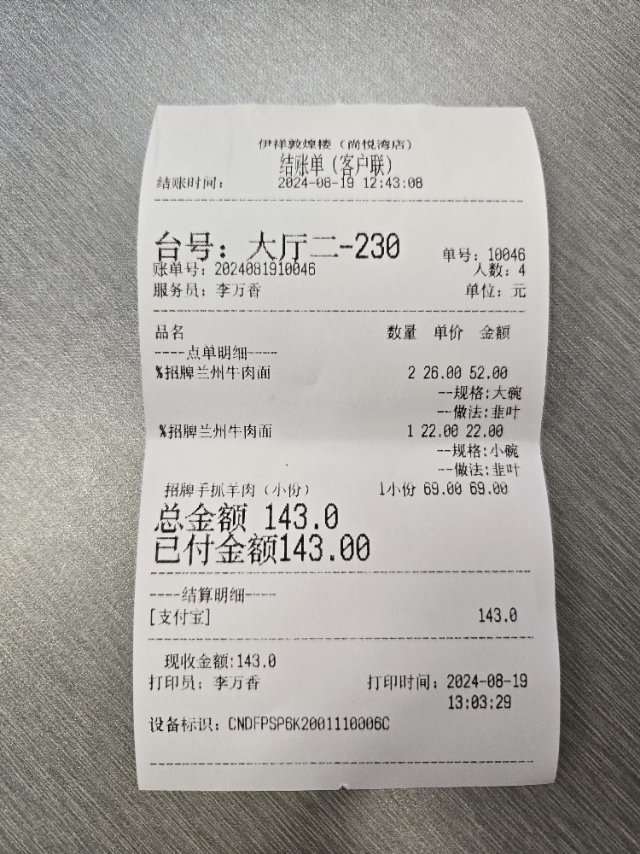 伊祥敦煌楼（尚悦湾店）
结账单（客户联）
结账时间： 2024-08-19 12:43:08
台号：大厅二-230 单号：10046
账单号：2024081910046 人数：4
服务员：李万香 单位：元
品名 数量 单价 金额
----点单明细----
%招牌兰州牛肉面 2 26.00 52.00
--规格:大碗
--做法:韭叶
%招牌兰州牛肉面 1 22.00 22.00
--规格:小碗
--做法:韭叶
招牌手抓羊肉（小份） 1小份 69.00 69.00
总金额 143.0
已付金额143.00
----结算明细----
[支付宝] 143.0
现收金额:143.0
打印员：李万香 打印时间：2024-08-19
13:03:29
设备标识：CNDFPSP6K2001110006C